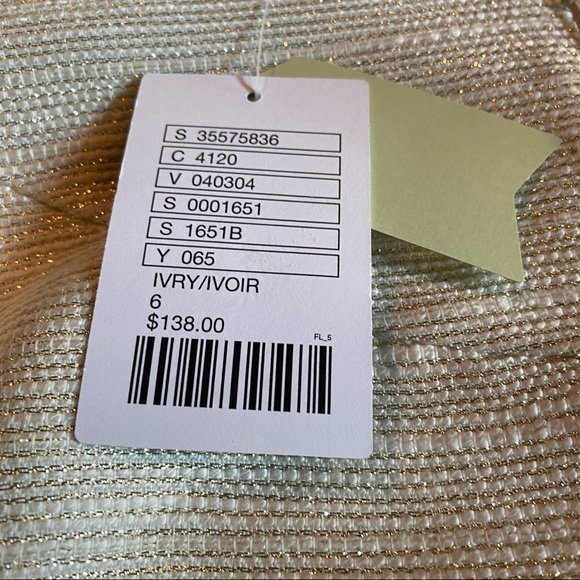 S 35575836
C 4120
V 040304
S 0001651
S 1651B
Y 065
IVRY/IVOIR
6
$138.00
FL_5